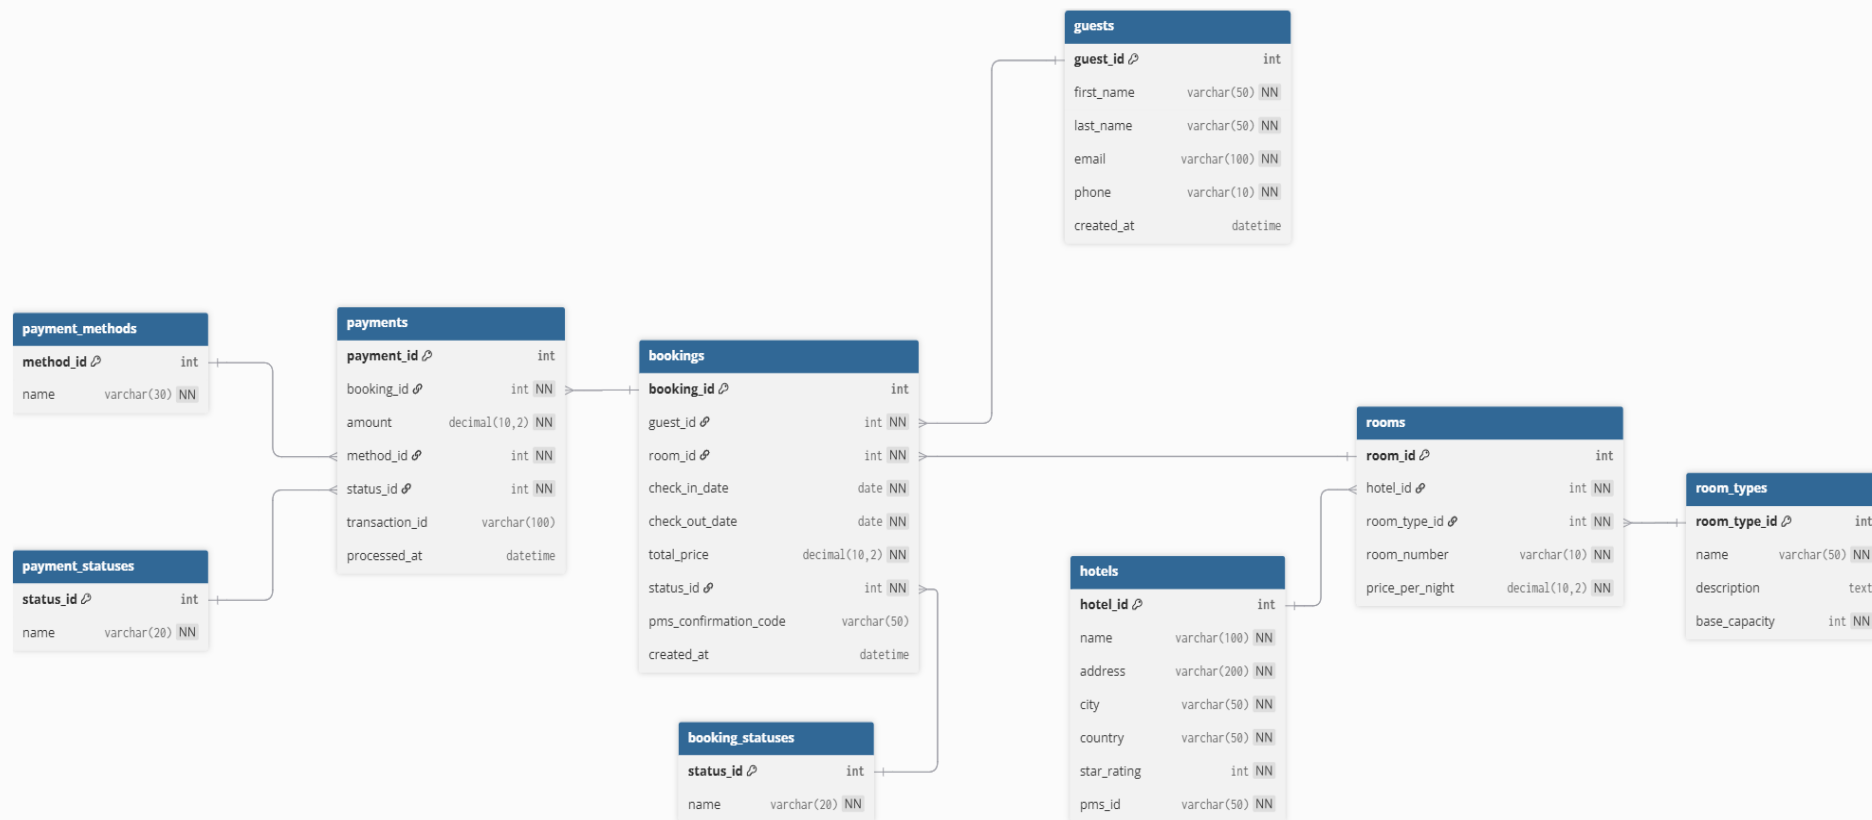 guests
guest_id int
first_name varchar(50) NN
last_name varchar(50) NN
email varchar(100) NN
phone varchar(10) NN
created_at datetime
payment_methods
method_id int
name varchar(30) NN
payments
payment_id int
booking_id int NN
amount decimal(10,2) NN
method_id int NN
status_id int NN
transaction_id varchar(100)
processed_at datetime
bookings
booking_id int
guest_id int NN
room_id int NN
check_in_date date NN
check_out_date date NN
total_price decimal(10,2) NN
status_id int NN
pms_confirmation_code varchar(50)
created_at datetime
rooms
room_id int
hotel_id int NN
room_type_id int NN
room_number varchar(10) NN
price_per_night decimal(10,2) NN
room_types
room_type_id int
name varchar(50) NN
description text
base_capacity int NN
payment_statuses
status_id int
name varchar(20) NN
hotels
hotel_id int
name varchar(100) NN
address varchar(200) NN
city varchar(50) NN
country varchar(50) NN
star_rating int NN
pms_id varchar(50) NN
booking_statuses
status_id int
name varchar(20) NN